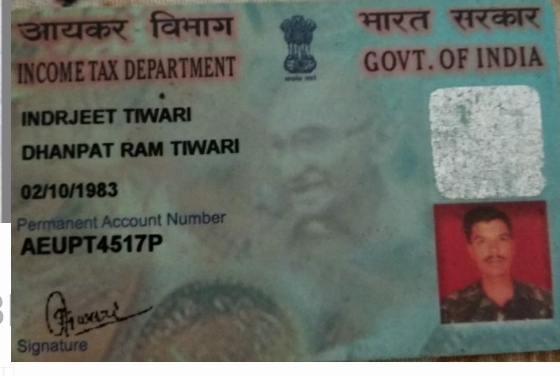 आयकर विभाग
भारत सरकार
INCOME TAX DEPARTMENT
GOVT. OF INDIA
INDRJEET TIWARI
DHANPAT RAM TIWARI
02/10/1983
Permanent Account Number
AEUPT4517P
Signature